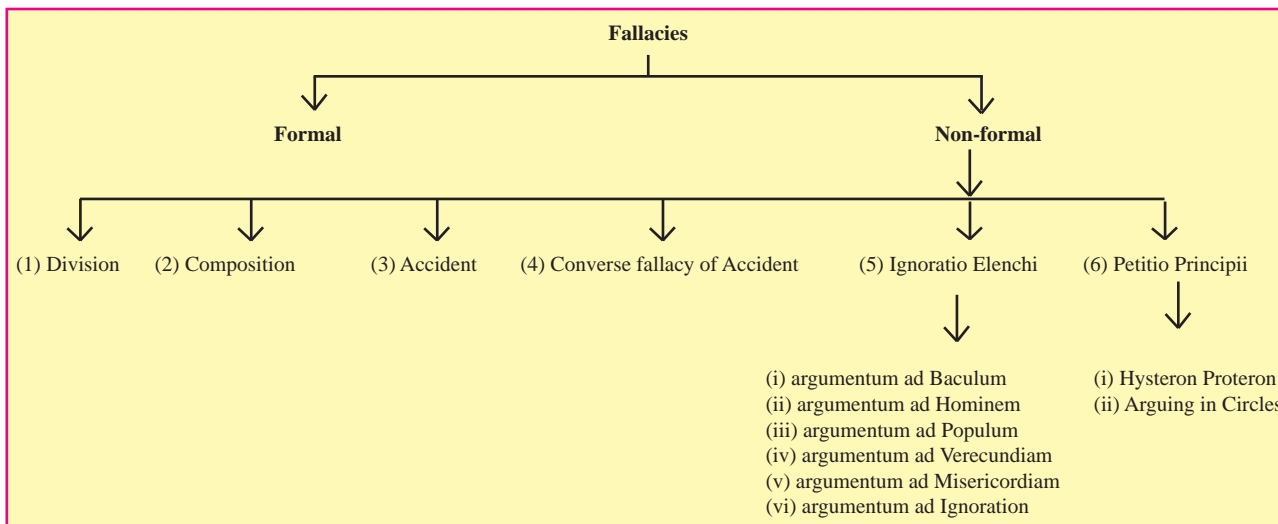 Fallacies
Formal
Non-formal
(1) Division
(2) Composition
(3) Accident
(4) Converse fallacy of Accident
(5) Ignoratio Elenchi
(6) Petitio Principii
(i) argumentum ad Baculum
(ii) argumentum ad Hominem
(iii) argumentum ad Populum
(iv) argumentum ad Verecundiam
(v) argumentum ad Misericordiam
(vi) argumentum ad Ignoration
(i) Hysteron Proteron
(ii) Arguing in Circles